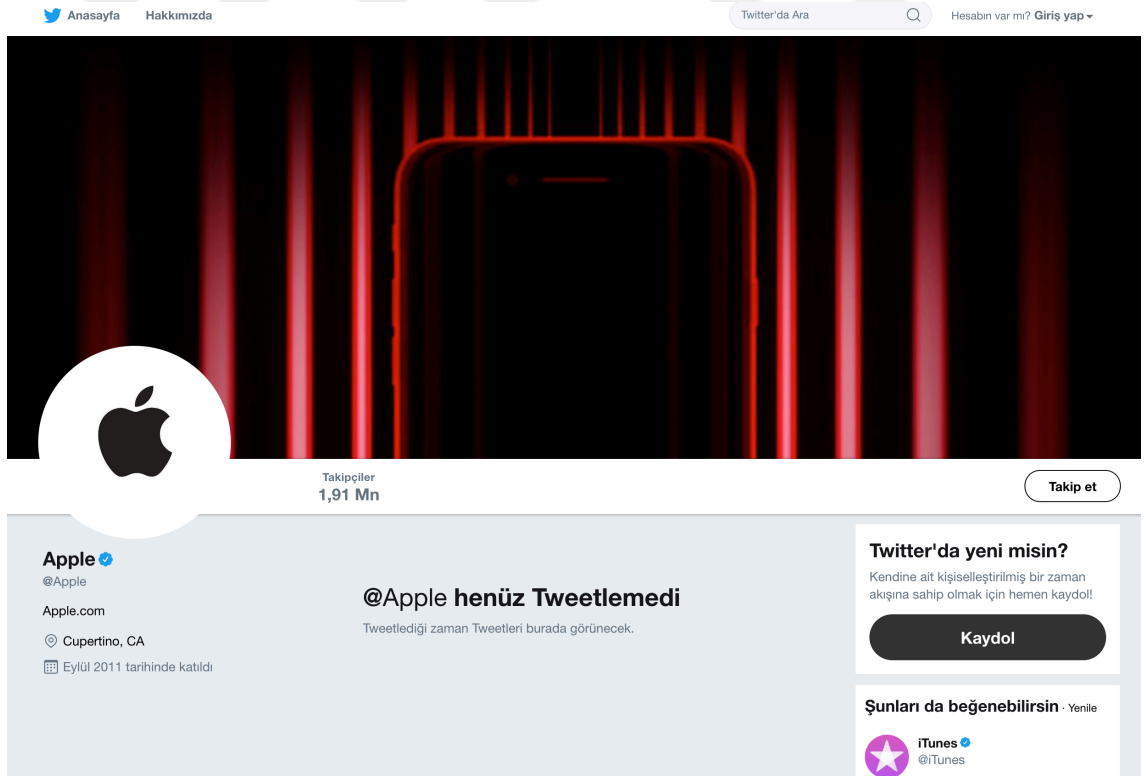 Anasayfa Hakkımızda Twitter'da Ara Hesabın var mı? Giriş yap
Takipçiler
1,91 Mn
Takip et
Apple
@Apple
Apple.com
Cupertino, CA
Eylül 2011 tarihinde katıldı
@Apple henüz Tweetlemedi
Tweetlediği zaman Tweetleri burada görünecek.
Twitter'da yeni misin?
Kendine ait kişiselleştirilmiş bir zaman
akışına sahip olmak için hemen kaydol!
Kaydol
Şunları da beğenebilirsin · Yenile
iTunes
@iTunes